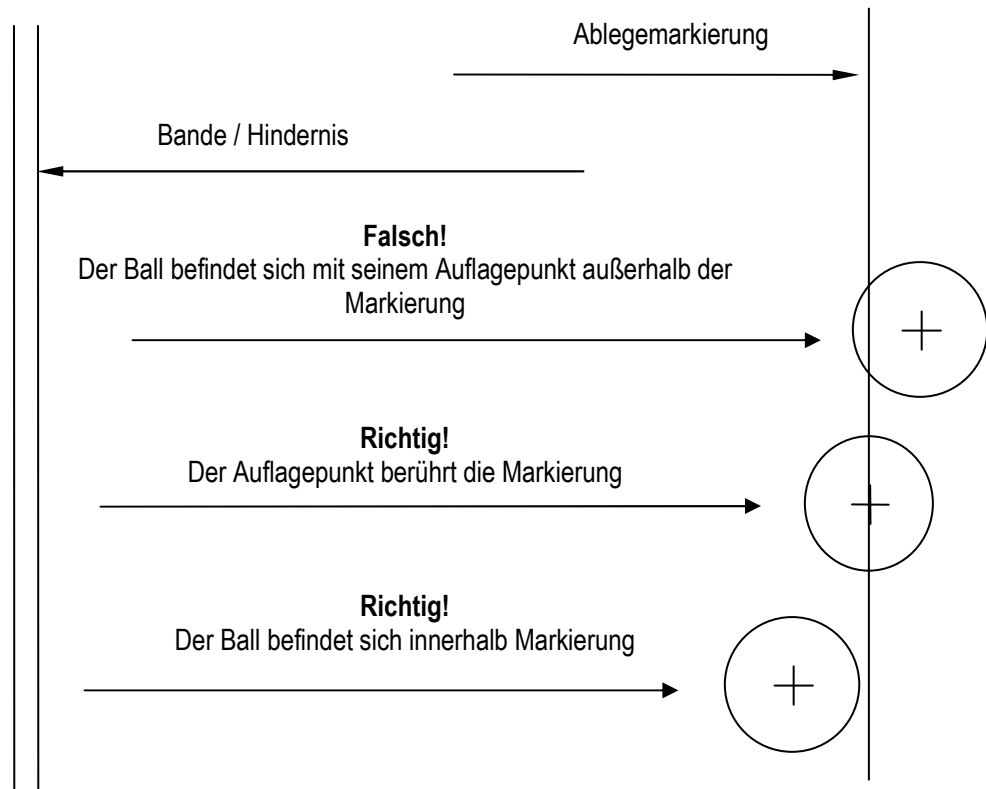 Ablegemarkierung
Bande / Hindernis
Falsch!
Der Ball befindet sich mit seinem Auflagepunkt außerhalb der
Markierung
Richtig!
Der Auflagepunkt berührt die Markierung
Richtig!
Der Ball befindet sich innerhalb Markierung